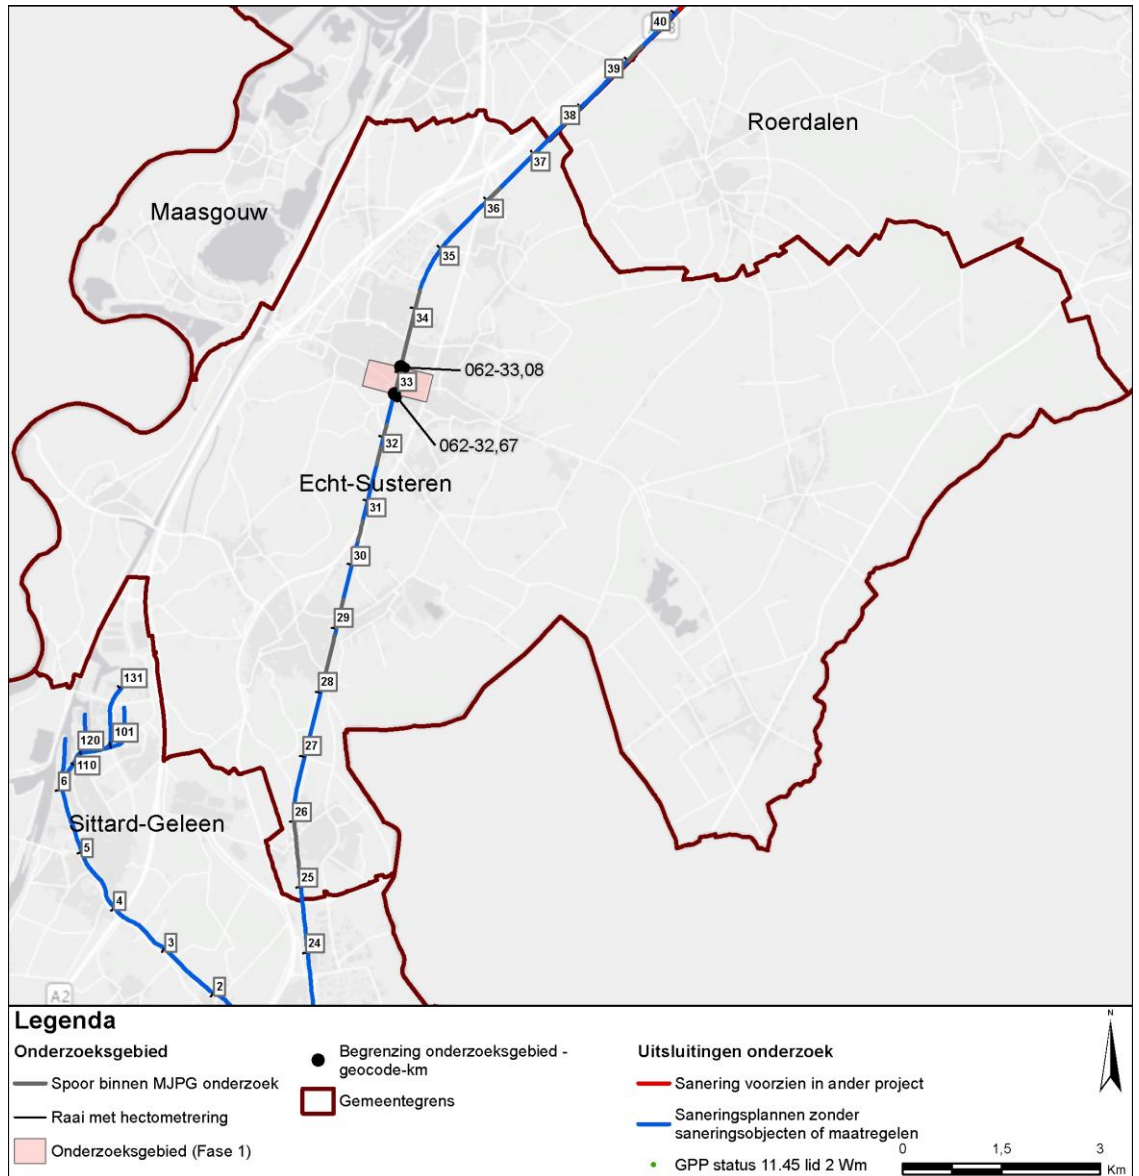 40
39
38
Roerdalen
37
Maasgouw
36
35
34
062-33,08
33
062-32,67
32
Echt-Susteren
31
30
29
28
131
101
120
27
110
6
26
Sittard-Geleen
5
25
4
24
3
2
A2
Legenda
Onderzoeksgebied
Spoor binnen MJPG onderzoek
Raai met hectometrering
Onderzoeksgebied (Fase 1)
Begrenzing onderzoeksgebied -
geocode-km
Gemeentegrens
Uitsluitingen onderzoek
Sanering voorzien in ander project
Saneringsplannen zonder
saneringsobjecten of maatregelen
GPP status 11.45 lid 2 Wm
N
0 1,5 3
Km